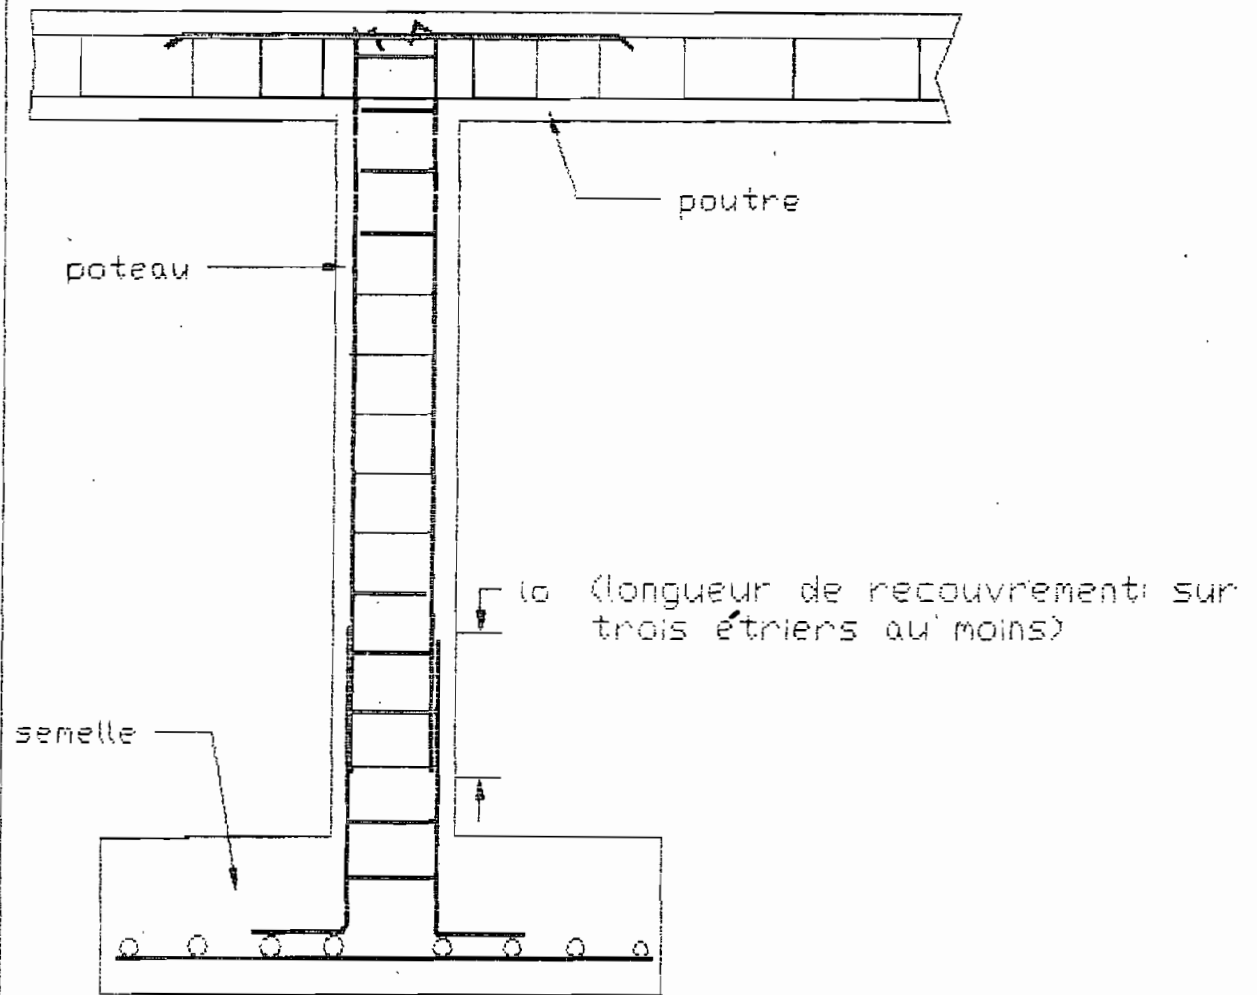 poutre
poteau
lo (longueur de recouvrement sur
trois étriers au moins)
semelle